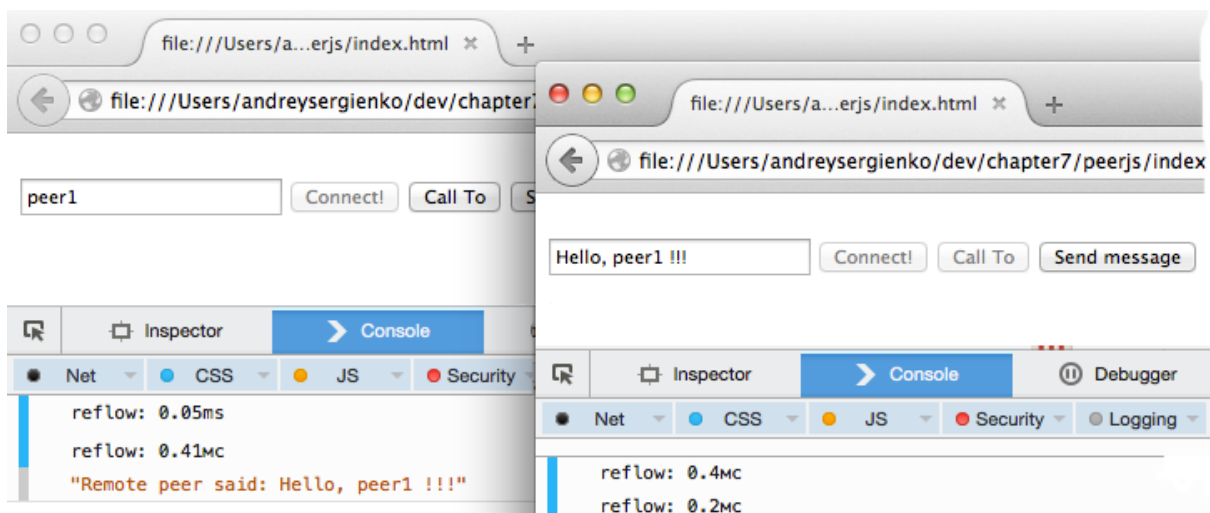 file:///Users/a...erjs/index.html
file:///Users/andreysergienko/dev/chapter7
peer1 Connect! Call To S
Inspector Console
Net CSS JS Security
reflow: 0.05ms
reflow: 0.41мс
"Remote peer said: Hello, peer1 !!!"
file:///Users/a...erjs/index.html
file:///Users/andreysergienko/dev/chapter7/peerjs/index
Hello, peer1 !!! Connect! Call To Send message
Inspector Console Debugger
Net CSS JS Security Logging
reflow: 0.4мс
reflow: 0.2мс